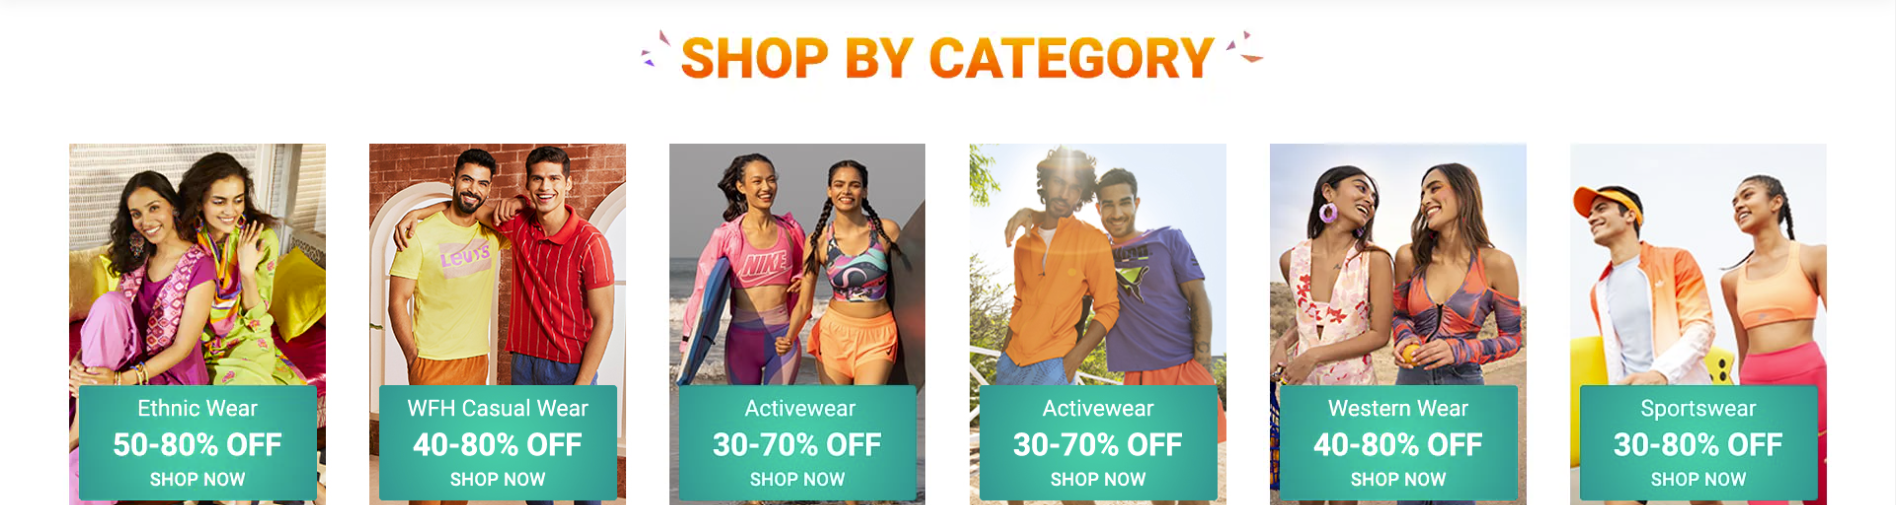 SHOP BY CATEGORY
Levi's
NIKE
Ethnic Wear
50-80% OFF
SHOP NOW
WFH Casual Wear
40-80% OFF
SHOP NOW
Activewear
30-70% OFF
SHOP NOW
Activewear
30-70% OFF
SHOP NOW
Western Wear
40-80% OFF
SHOP NOW
Sportswear
30-80% OFF
SHOP NOW